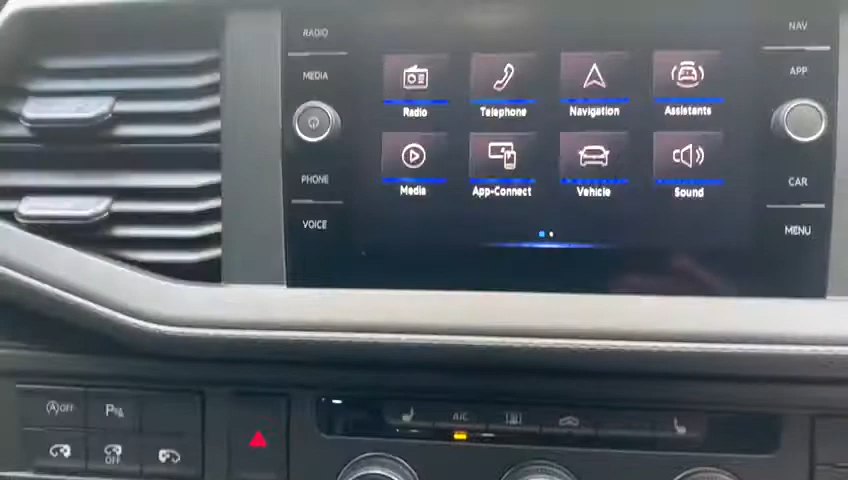 RADIO
MEDIA
PHONE
VOICE
Radio
Telephone
Navigation
Assistants
Media
App-Connect
Vehicle
Sound
NAV
APP
CAR
MENU
OFF
P
OFF
A/C